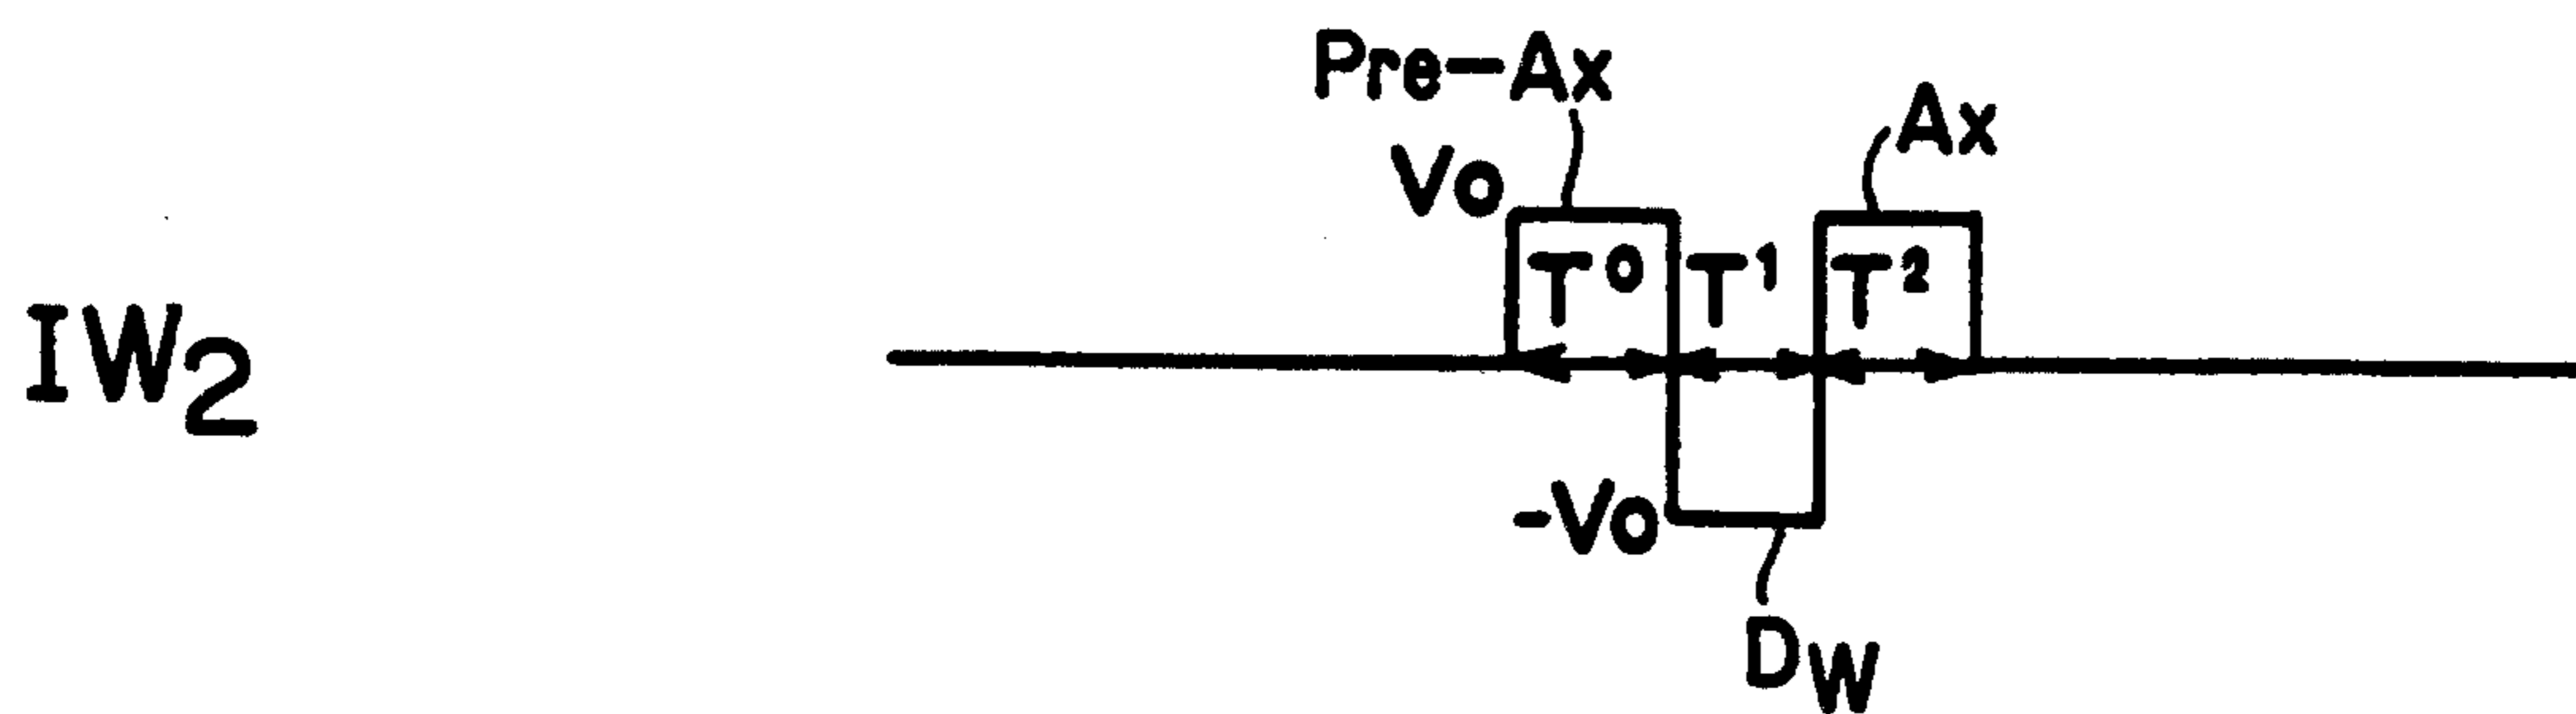 Pre-Ax
Ax
Vo
T⁰ T¹ T²
IW₂
-Vo
Dw